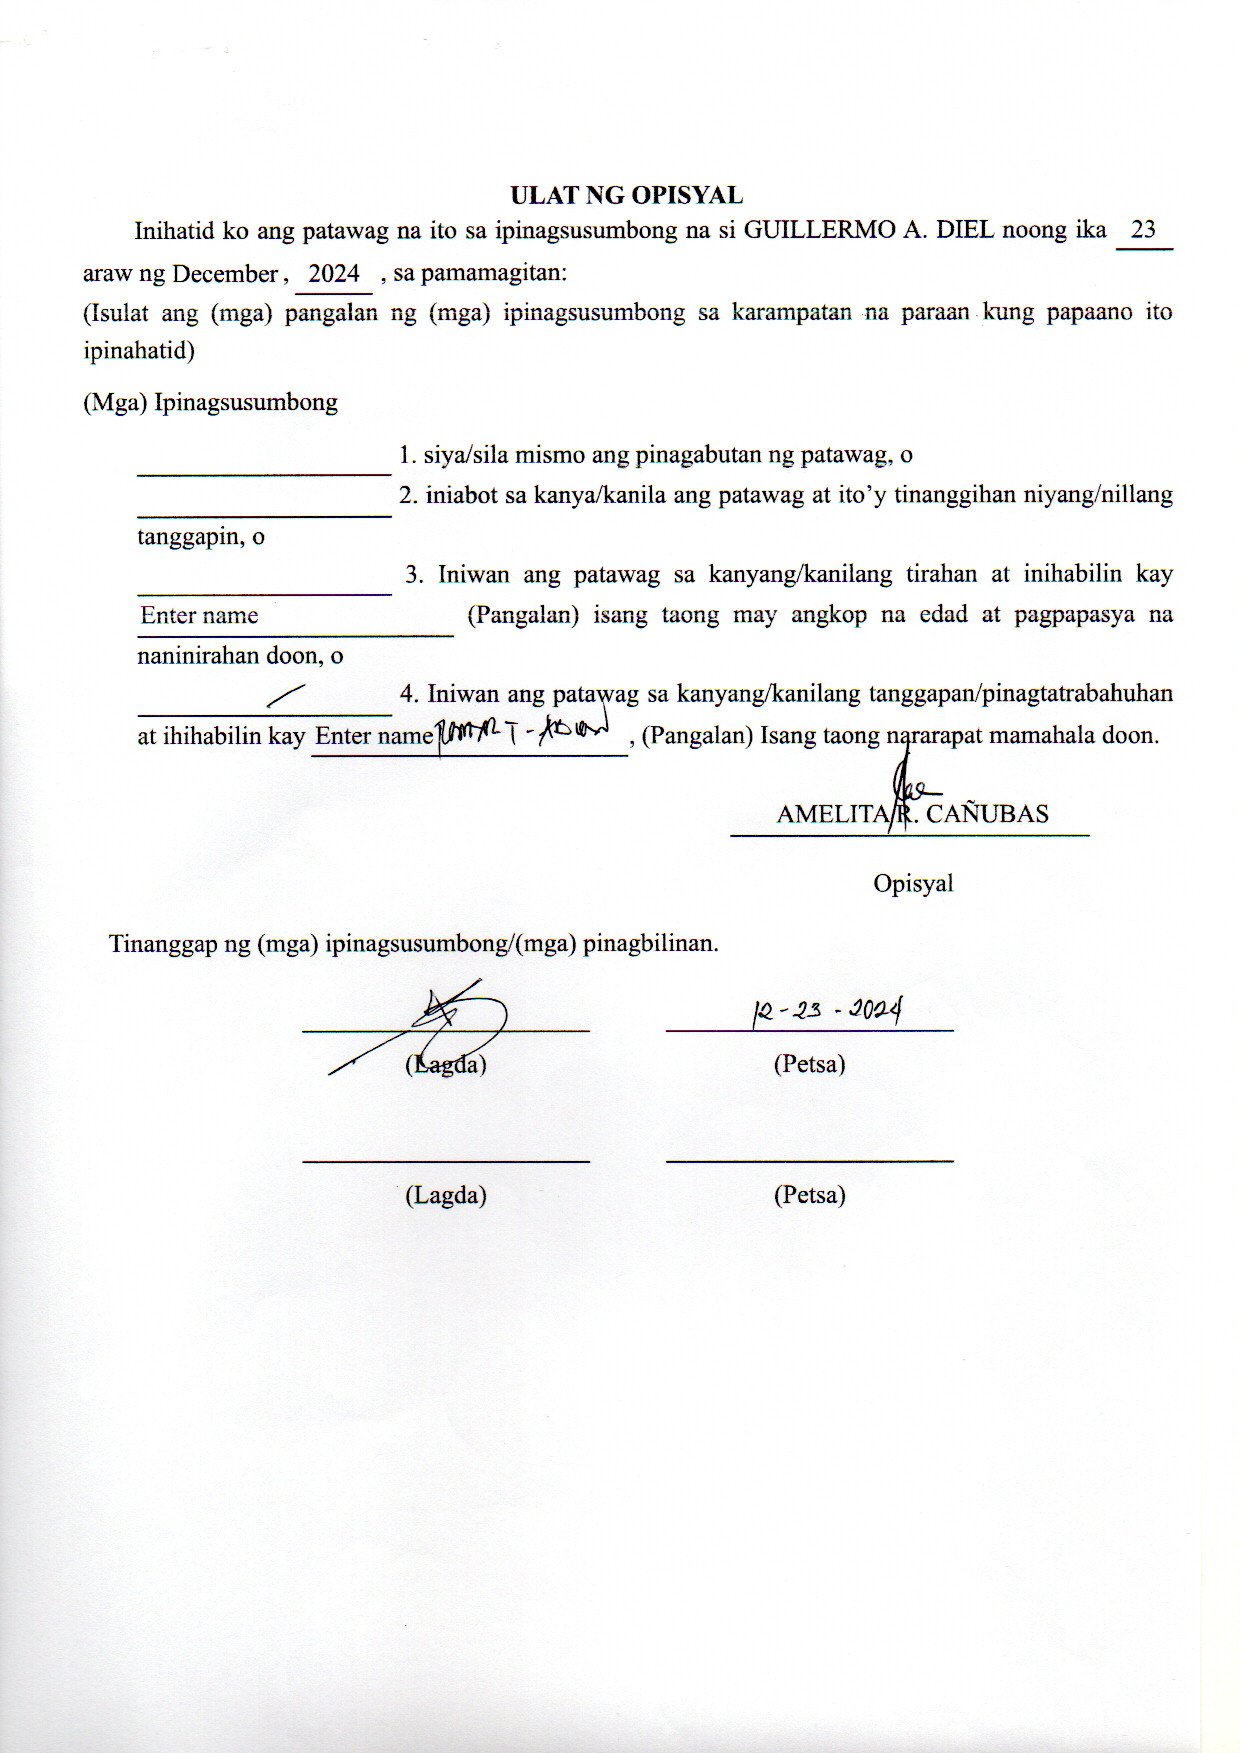 ULAT NG OPISYAL
Inihatid ko ang patawag na ito sa ipinagsusumbong na si GUILLERMO A. DIEL noong ika 23
araw ng December, 2024 , sa pamamagitan:
(Isulat ang (mga) pangalan ng (mga) ipinagsusumbong sa karampatan na paraan kung papaano ito
ipinahatid)
(Mga) Ipinagsusumbong
1. siya/sila mismo ang pinagabutan ng patawag, o
2. iniabot sa kanya/kanila ang patawag at ito'y tinanggihan niyang/nillang
tanggapin, o
3. Iniwan ang patawag sa kanyang/kanilang tirahan at inihabilin kay
Enter name (Pangalan) isang taong may angkop na edad at pagpapasya na
naninirahan doon, o
4. Iniwan ang patawag sa kanyang/kanilang tanggapan/pinagtatrabahuhan
at ihihabilin kay Enter name , (Pangalan) Isang taong nararapat mamahala doon.
AMELITA R. CAÑUBAS
Opisyal
Tinanggap ng (mga) ipinagsusumbong/(mga) pinagbilinan.
12-23-2024
(Lagda) (Petsa)
(Lagda) (Petsa)